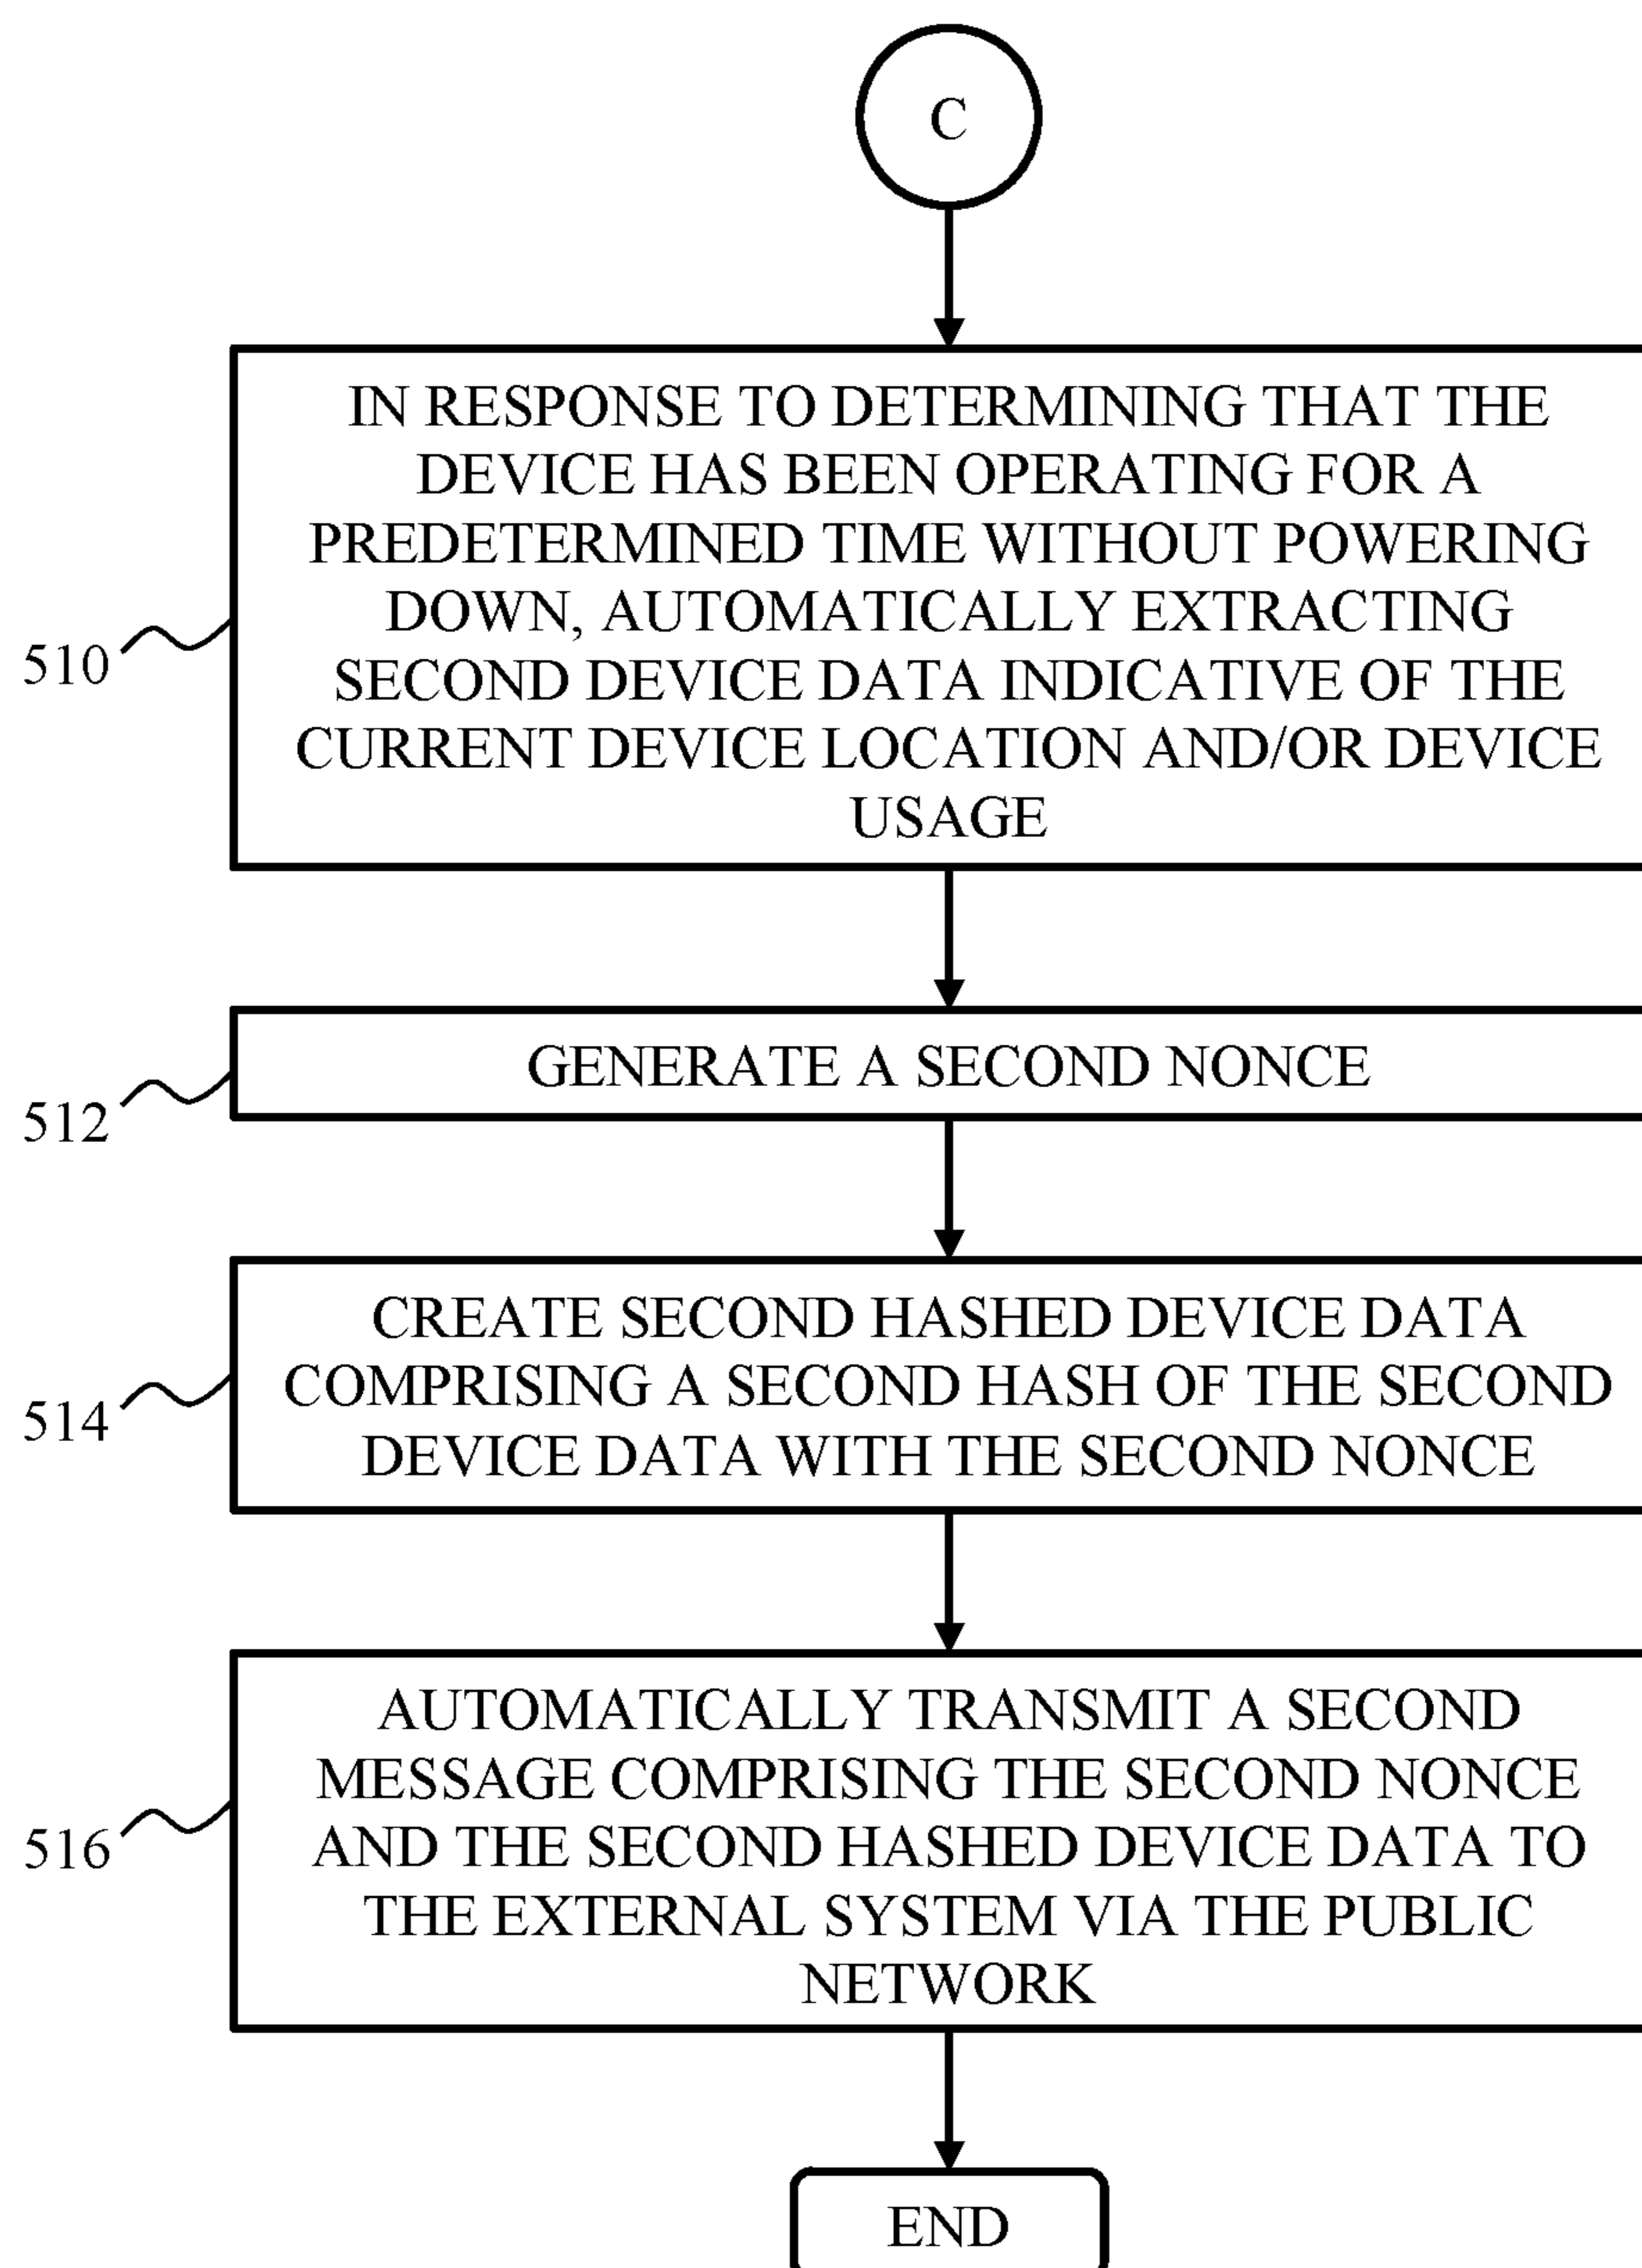 C
IN RESPONSE TO DETERMINING THAT THE
DEVICE HAS BEEN OPERATING FOR A
PREDETERMINED TIME WITHOUT POWERING
DOWN, AUTOMATICALLY EXTRACTING
SECOND DEVICE DATA INDICATIVE OF THE
CURRENT DEVICE LOCATION AND/OR DEVICE
USAGE
510
GENERATE A SECOND NONCE
512
CREATE SECOND HASHED DEVICE DATA
COMPRISING A SECOND HASH OF THE SECOND
DEVICE DATA WITH THE SECOND NONCE
514
AUTOMATICALLY TRANSMIT A SECOND
MESSAGE COMPRISING THE SECOND NONCE
AND THE SECOND HASHED DEVICE DATA TO
THE EXTERNAL SYSTEM VIA THE PUBLIC
NETWORK
516
END